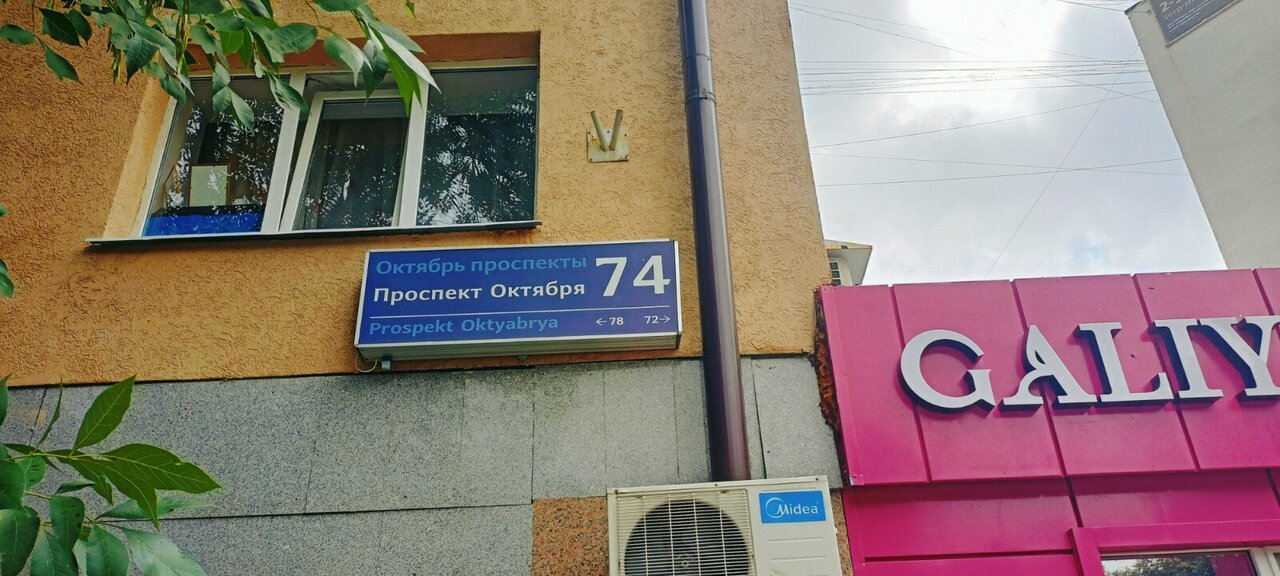 Октябрь проспекты
Проспект Октября
74
Prospekt Oktyabrya
←78 72→
GALIY
Midea